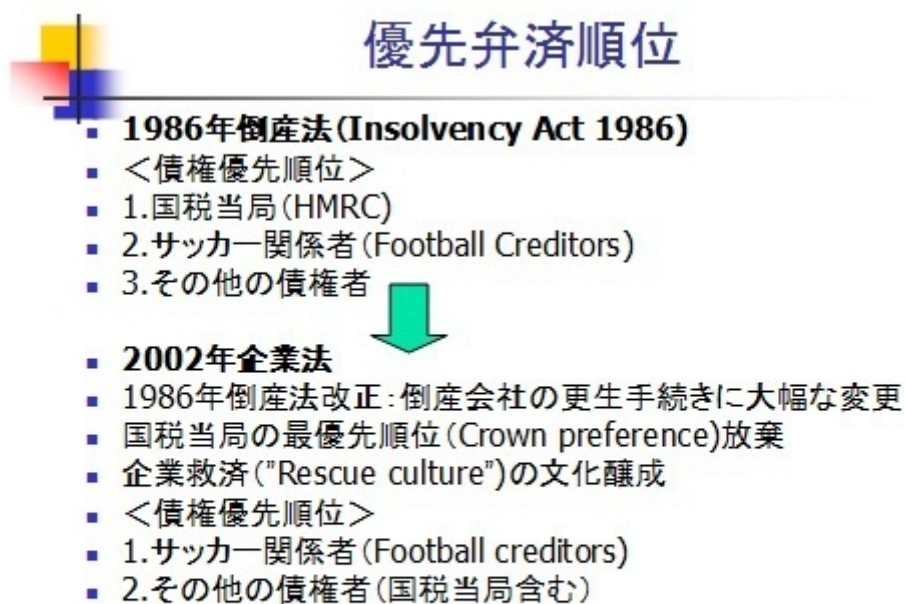 優先弁済順位
1986年倒産法(Insolvency Act 1986)
＜債権優先順位＞
1.国税当局(HMRC)
2.サッカー関係者(Football Creditors)
3.その他の債権者
2002年企業法
1986年倒産法改正:倒産会社の更生手続きに大幅な変更
国税当局の最優先順位(Crown preference)放棄
企業救済("Rescue culture")の文化醸成
＜債権優先順位＞
1.サッカー関係者(Football creditors)
2.その他の債権者(国税当局含む)